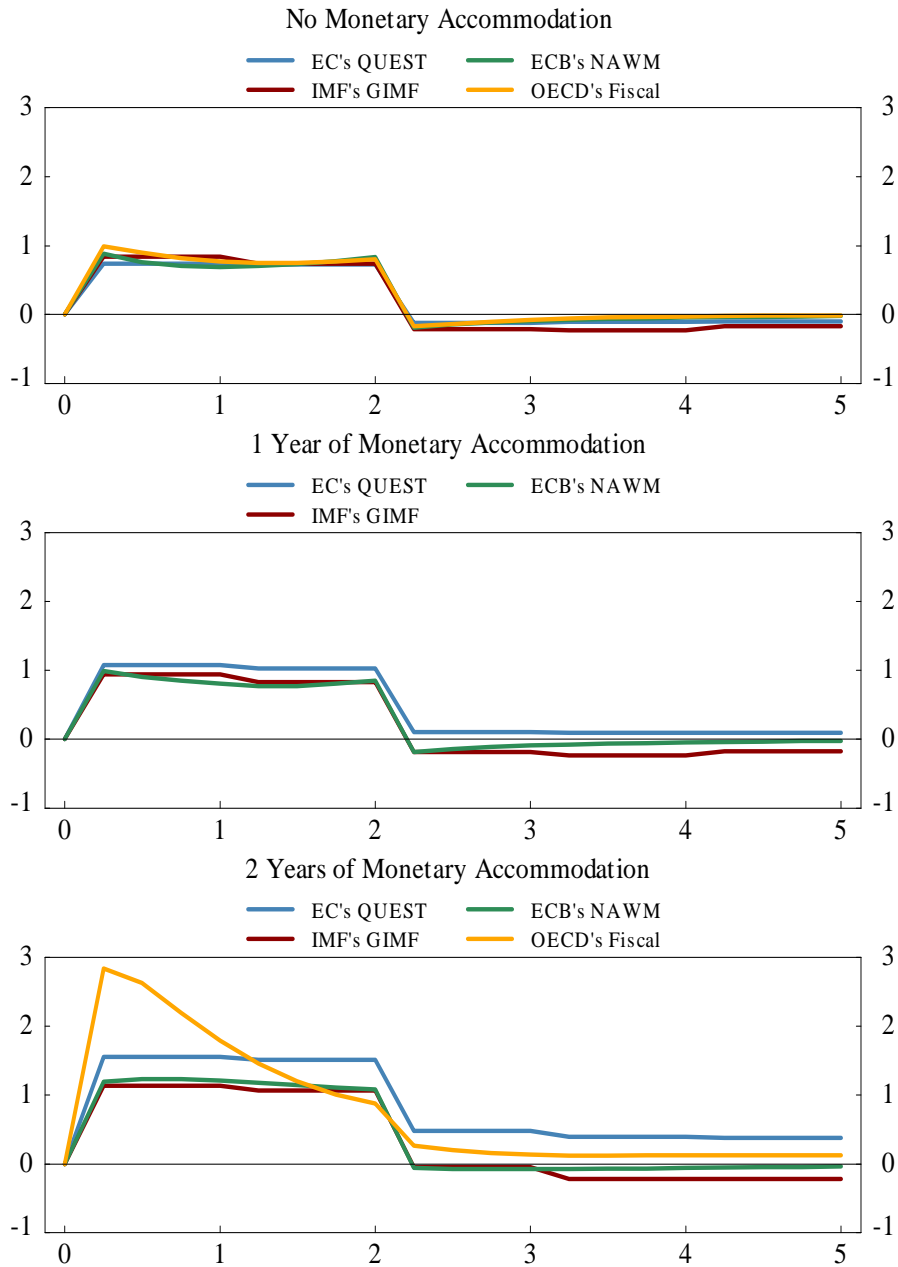 No Monetary Accommodation
EC's QUEST ECB's NAWM
IMF's GIMF OECD's Fiscal
3 3
2 2
1 1
0 0
-1 -1
0 1 2 3 4 5
1 Year of Monetary Accommodation
EC's QUEST ECB's NAWM
IMF's GIMF
3 3
2 2
1 1
0 0
-1 -1
0 1 2 3 4 5
2 Years of Monetary Accommodation
EC's QUEST ECB's NAWM
IMF's GIMF OECD's Fiscal
3 3
2 2
1 1
0 0
-1 -1
0 1 2 3 4 5